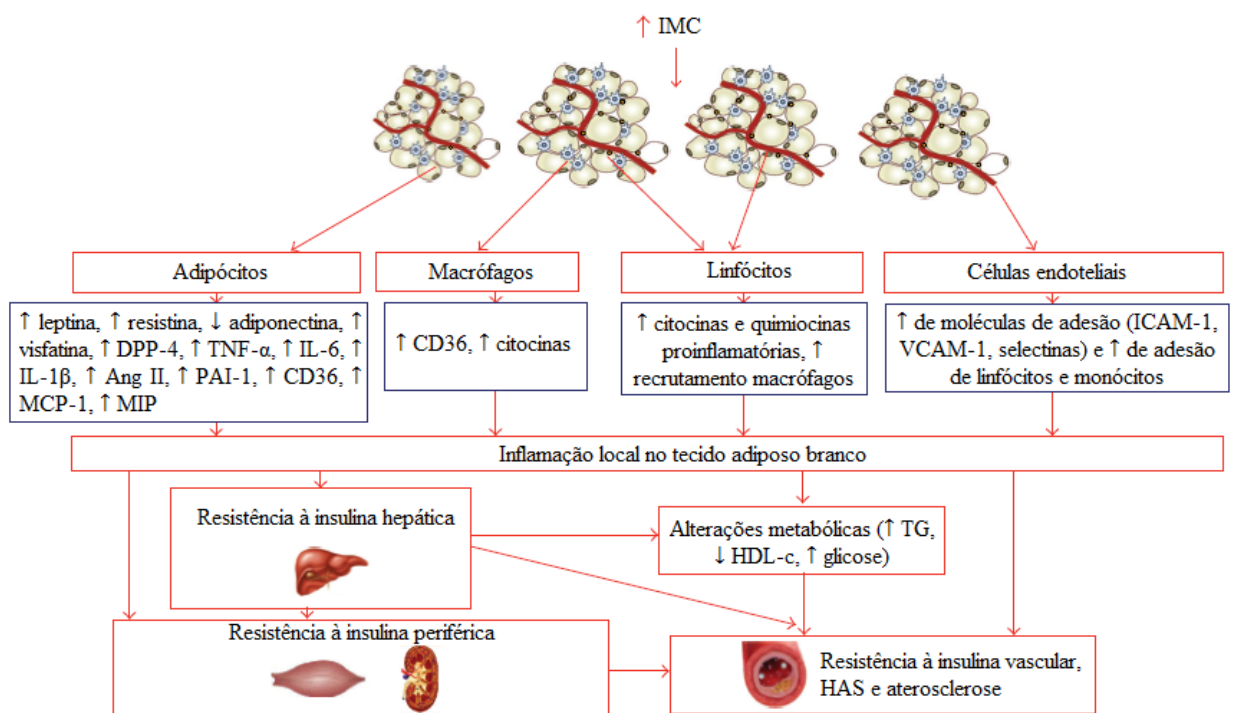 ↑ IMC
Adipócitos
Macrófagos
Linfócitos
Células endoteliais
↑ leptina, ↑ resistina, ↓ adiponectina, ↑
visfatina, ↑ DPP-4, ↑ TNF-α, ↑ IL-6, ↑
IL-1β, ↑ Ang II, ↑ PAI-1, ↑ CD36, ↑
MCP-1, ↑ MIP
↑ CD36, ↑ citocinas
↑ citocinas e quimiocinas
proinflamatórias, ↑
recrutamento macrófagos
↑ de moléculas de adesão (ICAM-1,
VCAM-1, selectinas) e ↑ de adesão
de linfócitos e monócitos
Inflamação local no tecido adiposo branco
Resistência à insulina hepática
Alterações metabólicas (↑ TG,
↓ HDL-c, ↑ glicose)
Resistência à insulina periférica
Resistência à insulina vascular,
HAS e aterosclerose